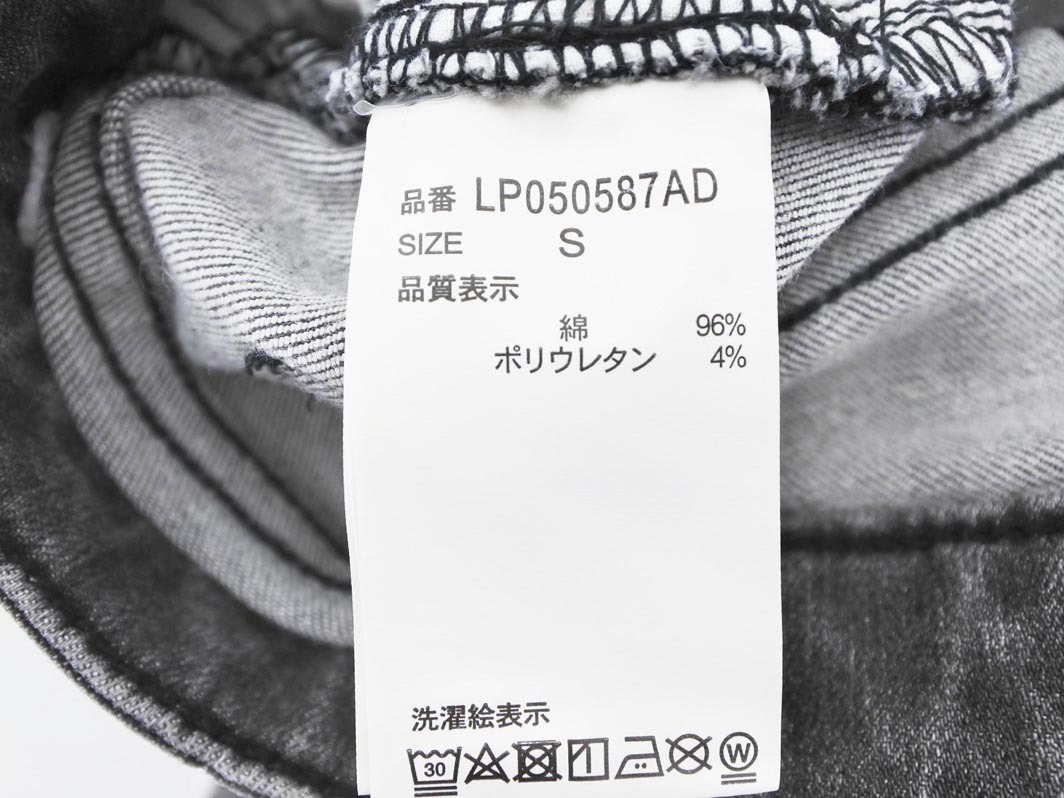 品番 LP050587AD
SIZE S
品質表示
綿 96%
ポリウレタン 4%
洗濯絵表示
30 W